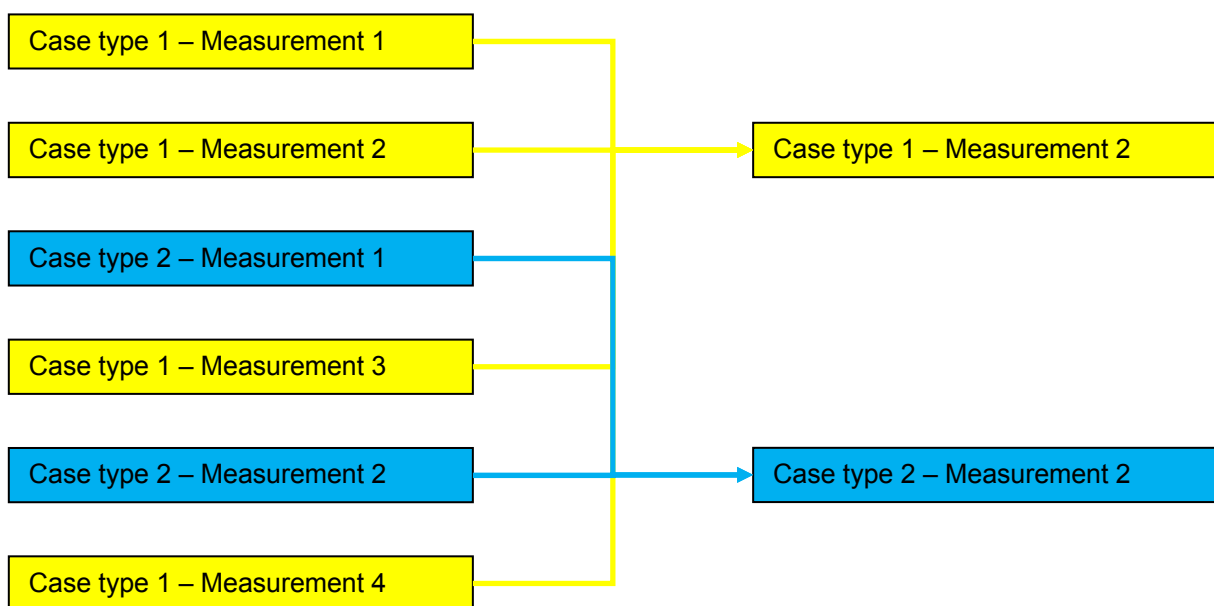 Case type 1 – Measurement 1
Case type 1 – Measurement 2
Case type 1 – Measurement 2
Case type 2 – Measurement 1
Case type 1 – Measurement 3
Case type 2 – Measurement 2
Case type 2 – Measurement 2
Case type 1 – Measurement 4